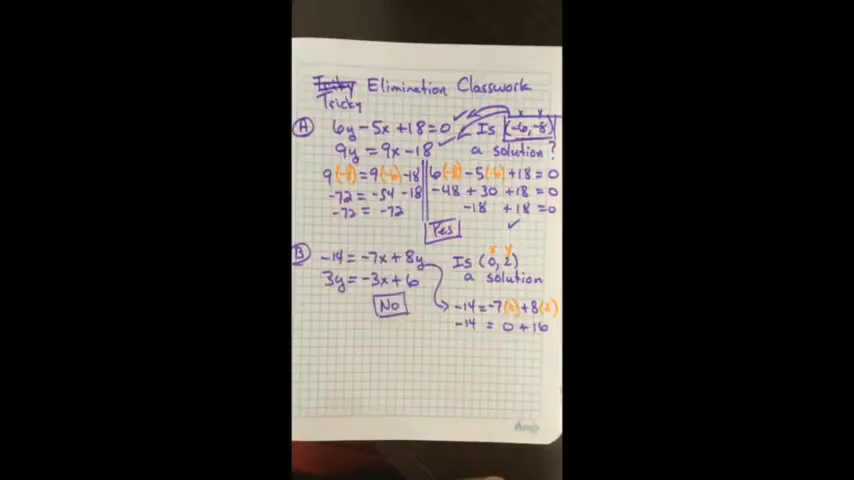 Tricky Elimination Classwork
Tricky
A 6y - 5x + 18 = 0 ✓ Is (-6, -8)
x y
9y = 9x - 18 ✓ a solution?
9(-8) = 9(-6) - 18 6(-8) - 5(-6) + 18 = 0
-72 = -54 - 18 -48 + 30 + 18 = 0
-72 = -72 -18 + 18 = 0
Yes ✓
x y
B -14 = -7x + 8y Is (0, 2)
3y = -3x + 6 a solution
No -14 = -7( ) + 8(2)
-14 = 0 + 16